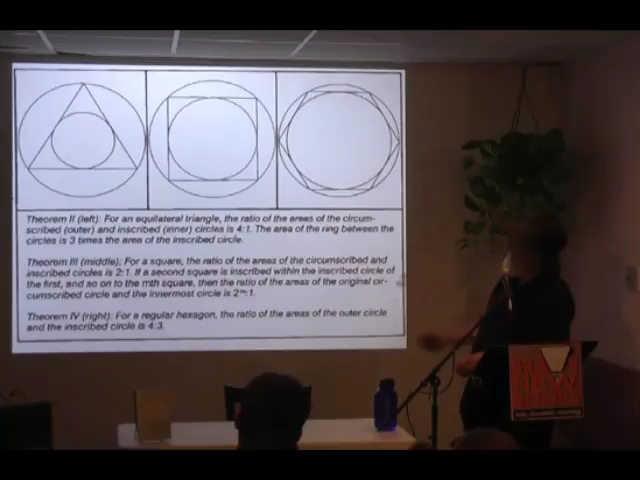 Theorem II (left): For an equilateral triangle, the ratio of the areas of the circum-
scribed (outer) and inscribed (inner) circles is 4:1. The area of the ring between the
circles is 3 times the area of the inscribed circle.
Theorem III (middle): For a square, the ratio of the areas of the circumscribed and
inscribed circles is 2:1. If a second square is inscribed within the inscribed circle of
the first, and so on to the mth square, then the ratio of the areas of the original cir-
cumscribed circle and the innermost circle is 2ᵐ:1.
Theorem IV (right): For a regular hexagon, the ratio of the areas of the outer circle
and the inscribed circle is 4:3.
NEW